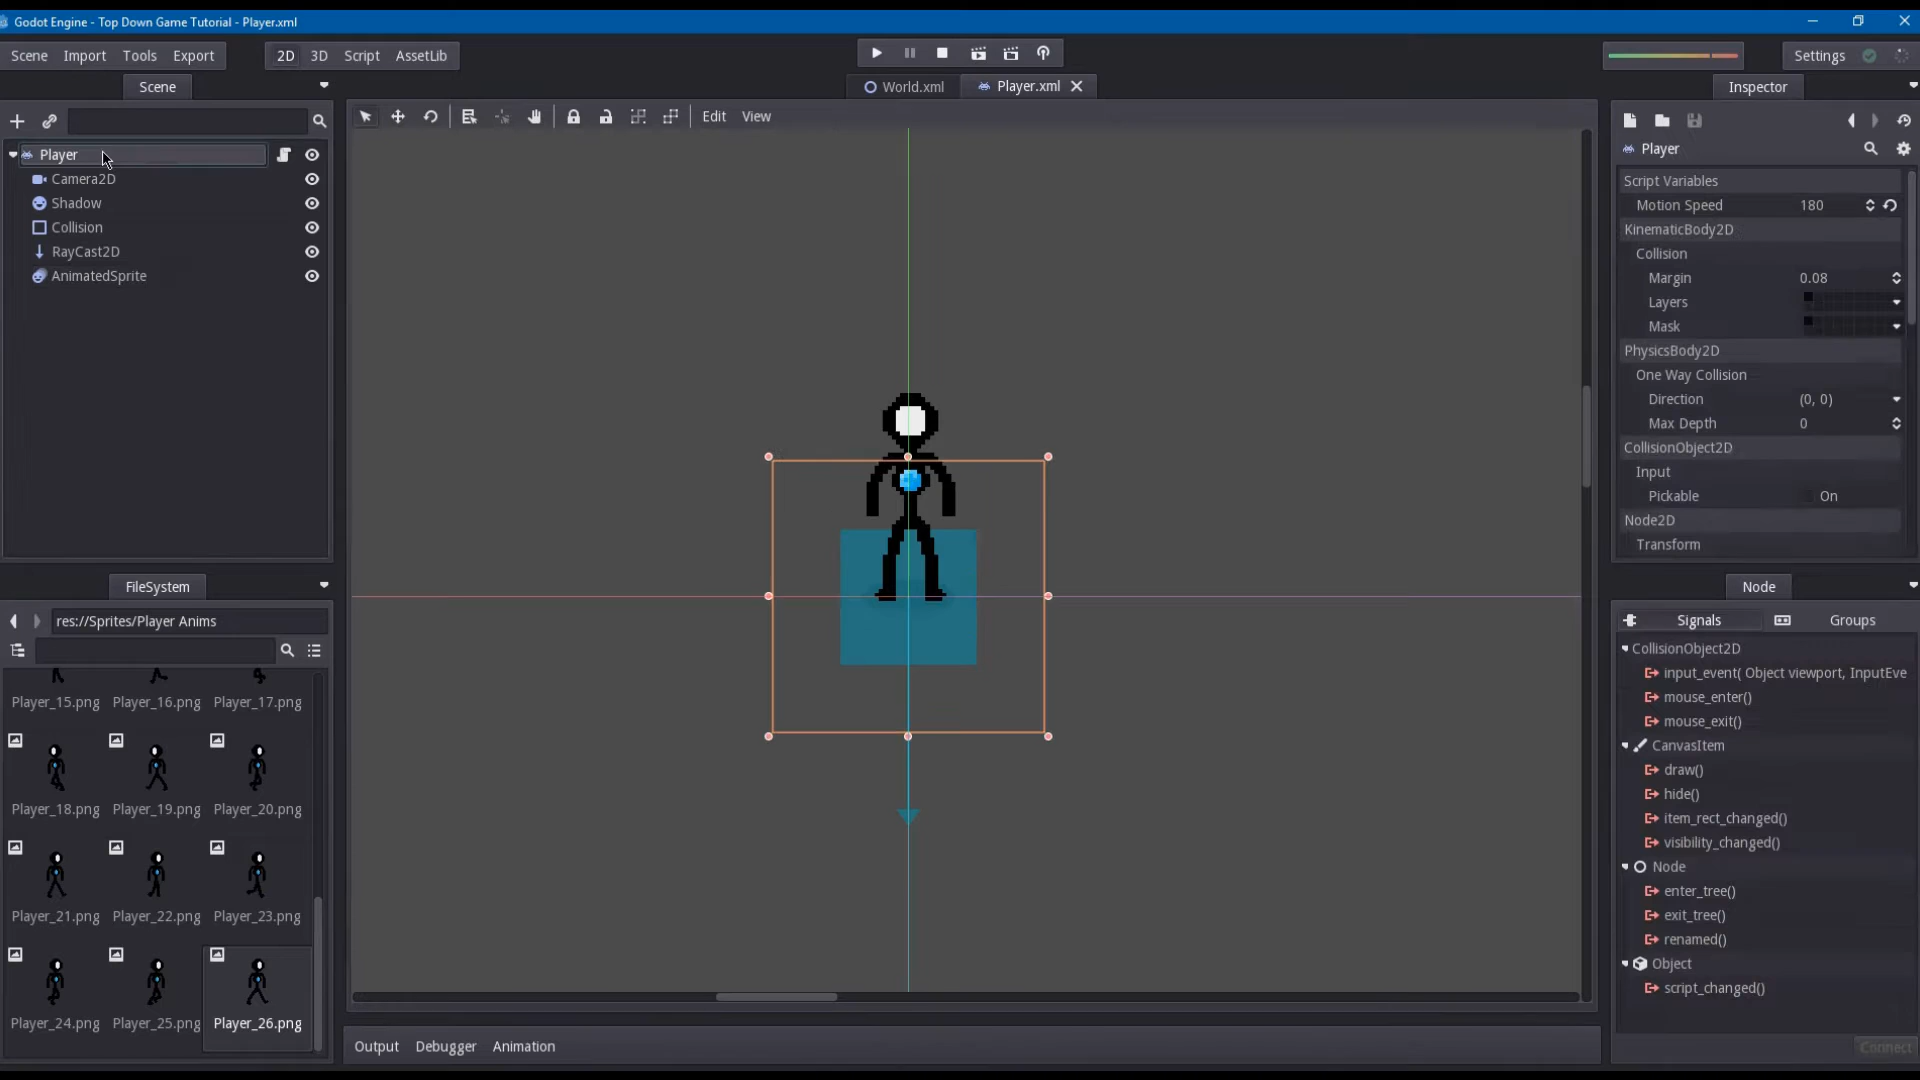 Godot Engine - Top Down Game Tutorial - Player.xml
Scene Import Tools Export 2D 3D Script AssetLib Settings
Scene
World.xml Player.xml
Inspector
Edit View
Player
Camera2D
Shadow
Collision
RayCast2D
AnimatedSprite
Player
Script Variables
Motion Speed 180
KinematicBody2D
Collision
Margin 0.08
Layers
Mask
PhysicsBody2D
One Way Collision
Direction (0, 0)
Max Depth 0
CollisionObject2D
Input
Pickable On
Node2D
Transform
FileSystem
res://Sprites/Player Anims
Player_15.png Player_16.png Player_17.png
Player_18.png Player_19.png Player_20.png
Player_21.png Player_22.png Player_23.png
Player_24.png Player_25.png Player_26.png
Node
Signals Groups
CollisionObject2D
input_event( Object viewport, InputEve
mouse_enter()
mouse_exit()
CanvasItem
draw()
hide()
item_rect_changed()
visibility_changed()
Node
enter_tree()
exit_tree()
renamed()
Object
script_changed()
Connect
Output Debugger Animation